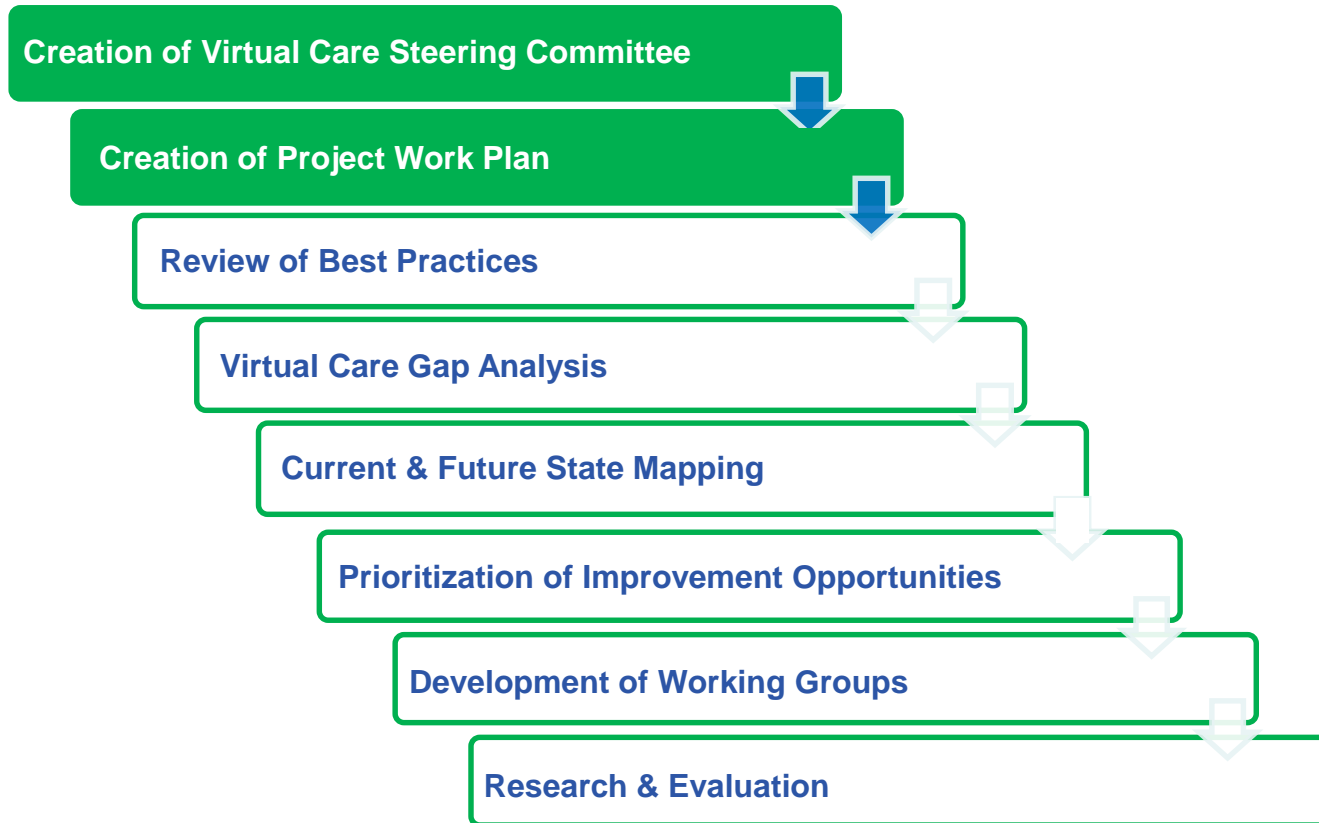 Creation of Virtual Care Steering Committee
Creation of Project Work Plan
Review of Best Practices
Virtual Care Gap Analysis
Current & Future State Mapping
Prioritization of Improvement Opportunities
Development of Working Groups
Research & Evaluation